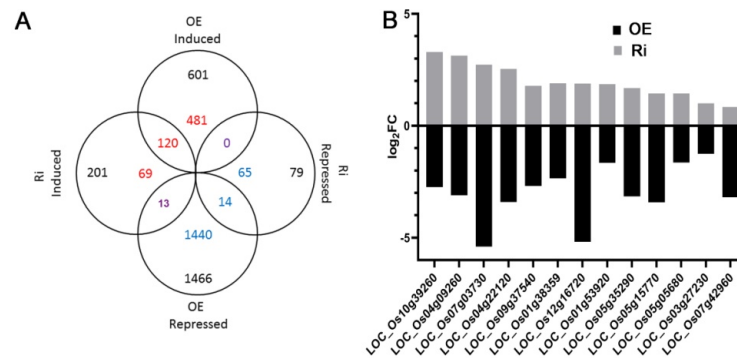 A
OE
Induced
601
481
120
0
201
69
65
79
13
14
1440
1466
Ri
Induced
Ri
Repressed
OE
Repressed
B
OE
Ri
log2FC
5
0
-5
LOC_Os10g39260
LOC_Os04g09260
LOC_Os07g03730
LOC_Os04g22120
LOC_Os09g37540
LOC_Os01g38359
LOC_Os12g16720
LOC_Os01g53920
LOC_Os05g35290
LOC_Os05g15770
LOC_Os05g05680
LOC_Os03g27230
LOC_Os07g42960